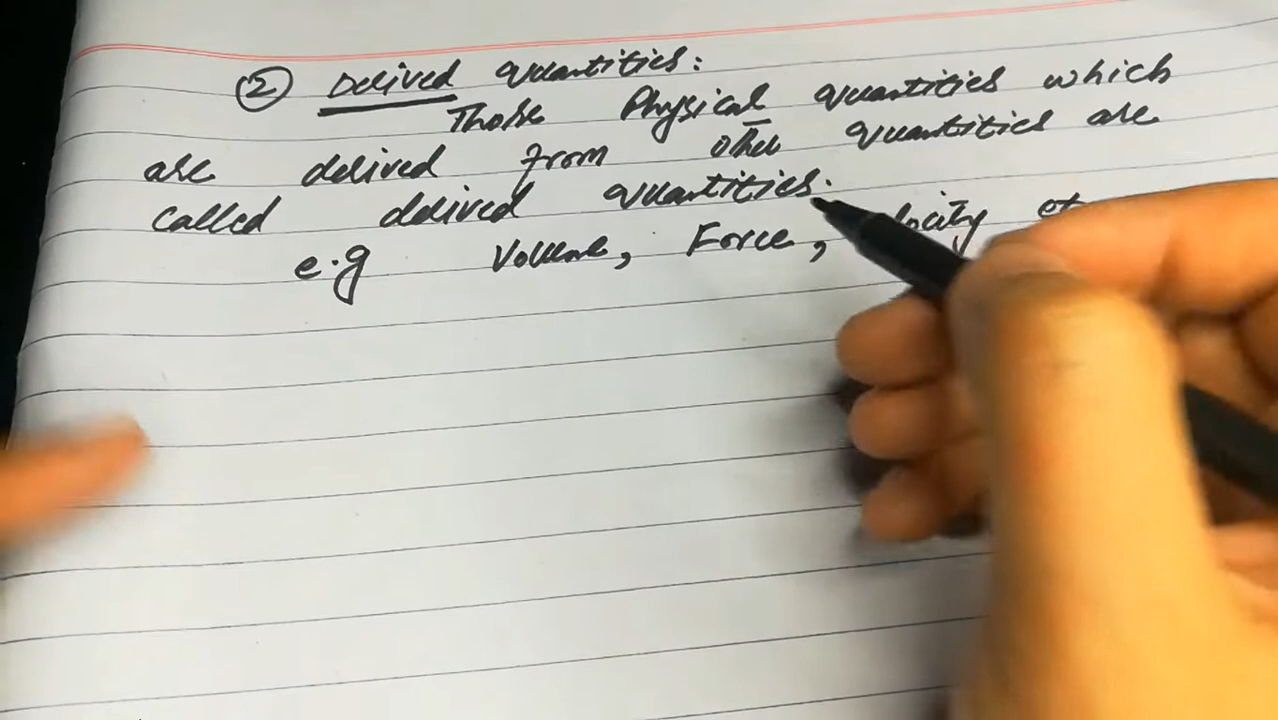 ② Derived quantities:
Those Physical quantities which
are derived from other quantities are
called derived quantities.
e.g Volume, Force,